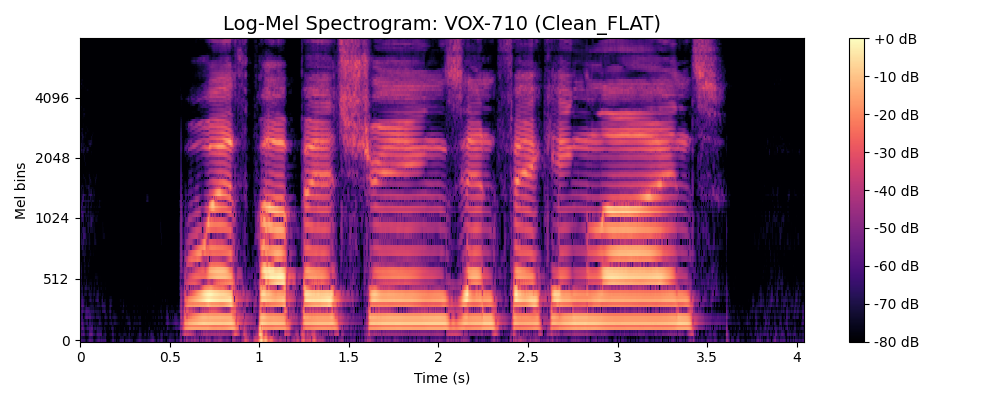 Log-Mel Spectrogram: VOX-710 (Clean_FLAT)
Mel bins
4096
2048
1024
512
0
0
0.5
1
1.5
2
2.5
3
3.5
4
Time (s)
+0 dB
-10 dB
-20 dB
-30 dB
-40 dB
-50 dB
-60 dB
-70 dB
-80 dB